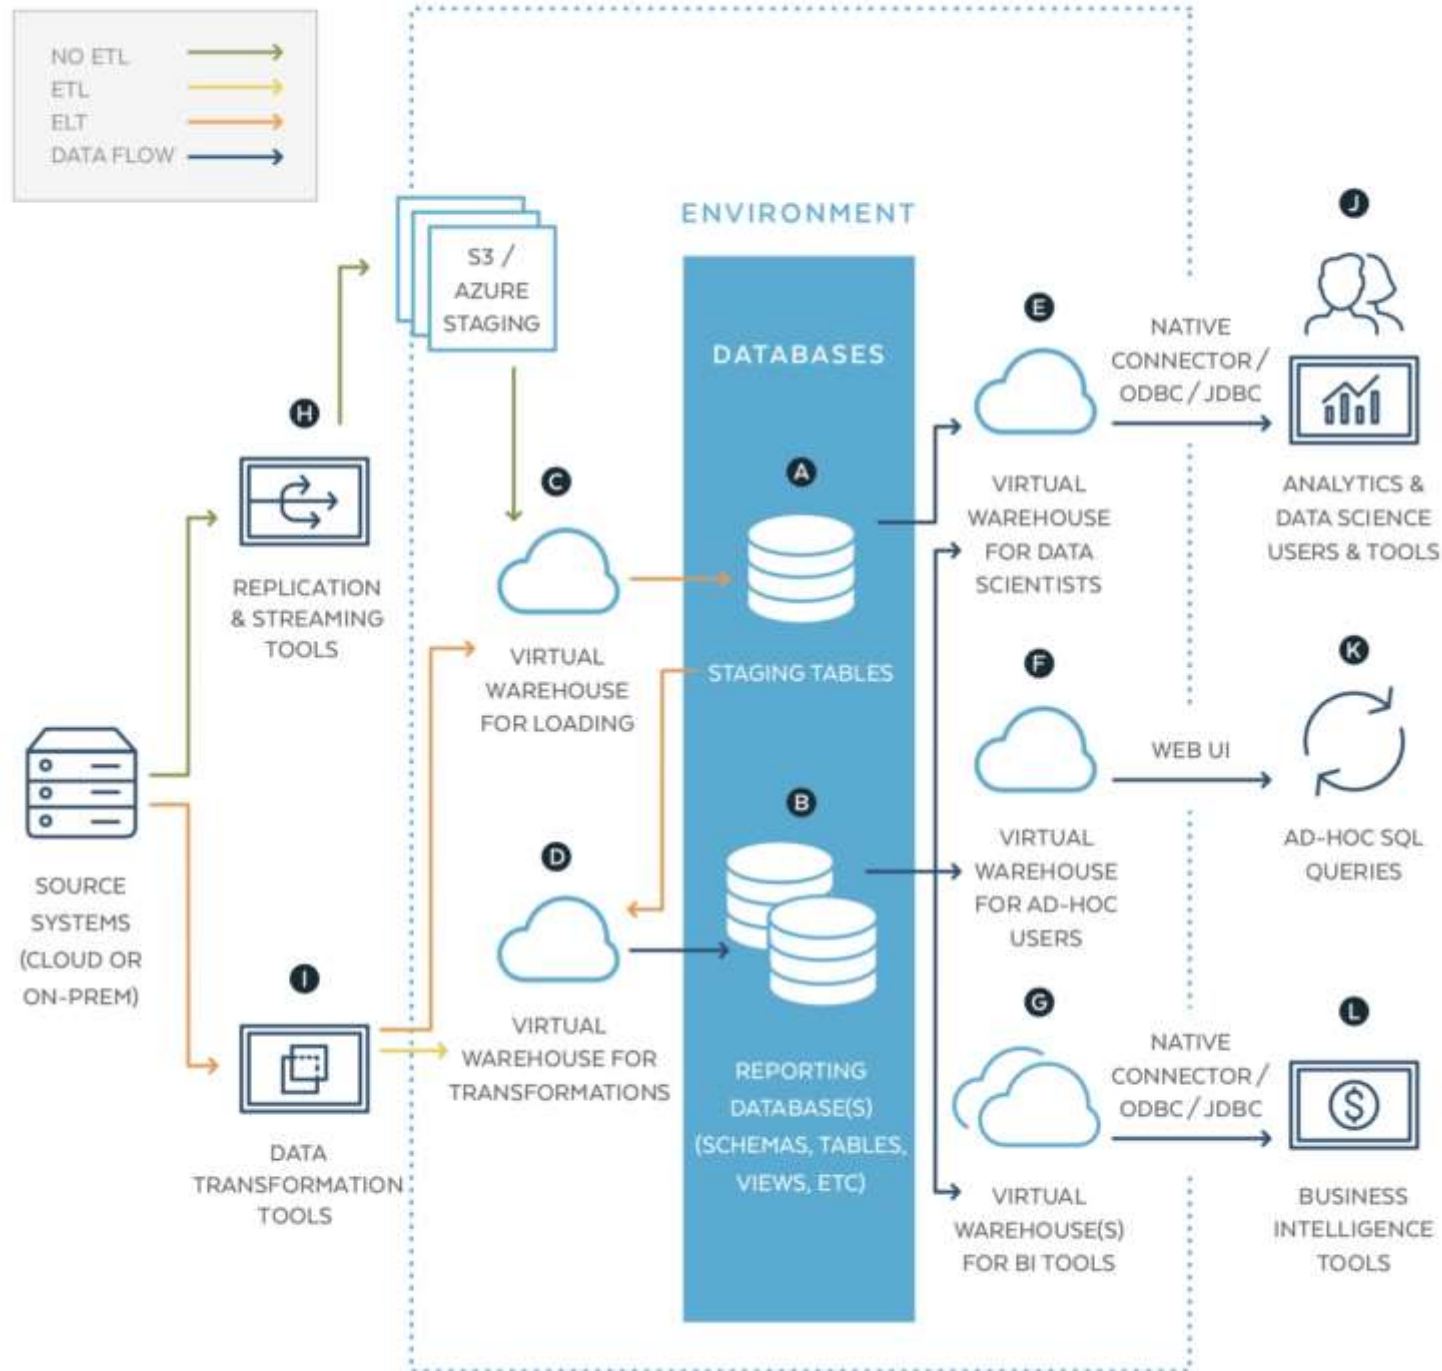 NO ETL
ETL
ELT
DATA FLOW
S3 /
AZURE
STAGING
ENVIRONMENT
DATABASES
H
REPLICATION
& STREAMING
TOOLS
SOURCE
SYSTEMS
(CLOUD OR
ON-PREM)
I
DATA
TRANSFORMATION
TOOLS
C
VIRTUAL
WAREHOUSE
FOR LOADING
D
VIRTUAL
WAREHOUSE FOR
TRANSFORMATIONS
A
STAGING TABLES
B
REPORTING
DATABASE(S)
(SCHEMAS, TABLES,
VIEWS, ETC)
E
VIRTUAL
WAREHOUSE
FOR DATA
SCIENTISTS
NATIVE
CONNECTOR /
ODBC / JDBC
J
ANALYTICS &
DATA SCIENCE
USERS & TOOLS
F
VIRTUAL
WAREHOUSE
FOR AD-HOC
USERS
WEB UI
K
AD-HOC SQL
QUERIES
G
VIRTUAL
WAREHOUSE(S)
FOR BI TOOLS
NATIVE
CONNECTOR /
ODBC / JDBC
L
$
BUSINESS
INTELLIGENCE
TOOLS